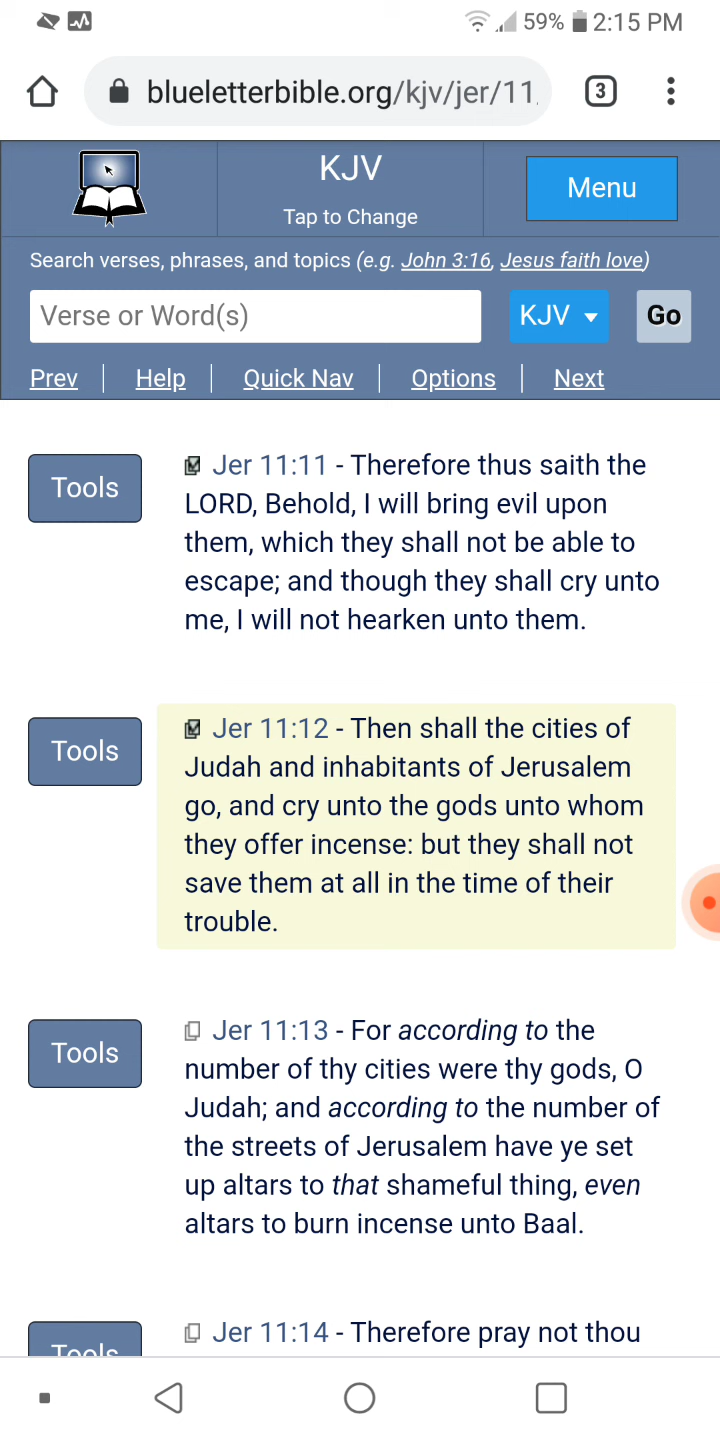 59% 2:15 PM
blueletterbible.org/kjv/jer/11
3
KJV
Tap to Change
Menu
Search verses, phrases, and topics (e.g. John 3:16, Jesus faith love)
Verse or Word(s)
KJV
Go
Prev
Help
Quick Nav
Options
Next
Tools
Jer 11:11 - Therefore thus saith the
LORD, Behold, I will bring evil upon
them, which they shall not be able to
escape; and though they shall cry unto
me, I will not hearken unto them.
Tools
Jer 11:12 - Then shall the cities of
Judah and inhabitants of Jerusalem
go, and cry unto the gods unto whom
they offer incense: but they shall not
save them at all in the time of their
trouble.
Tools
Jer 11:13 - For according to the
number of thy cities were thy gods, O
Judah; and according to the number of
the streets of Jerusalem have ye set
up altars to that shameful thing, even
altars to burn incense unto Baal.
Tools
Jer 11:14 - Therefore pray not thou